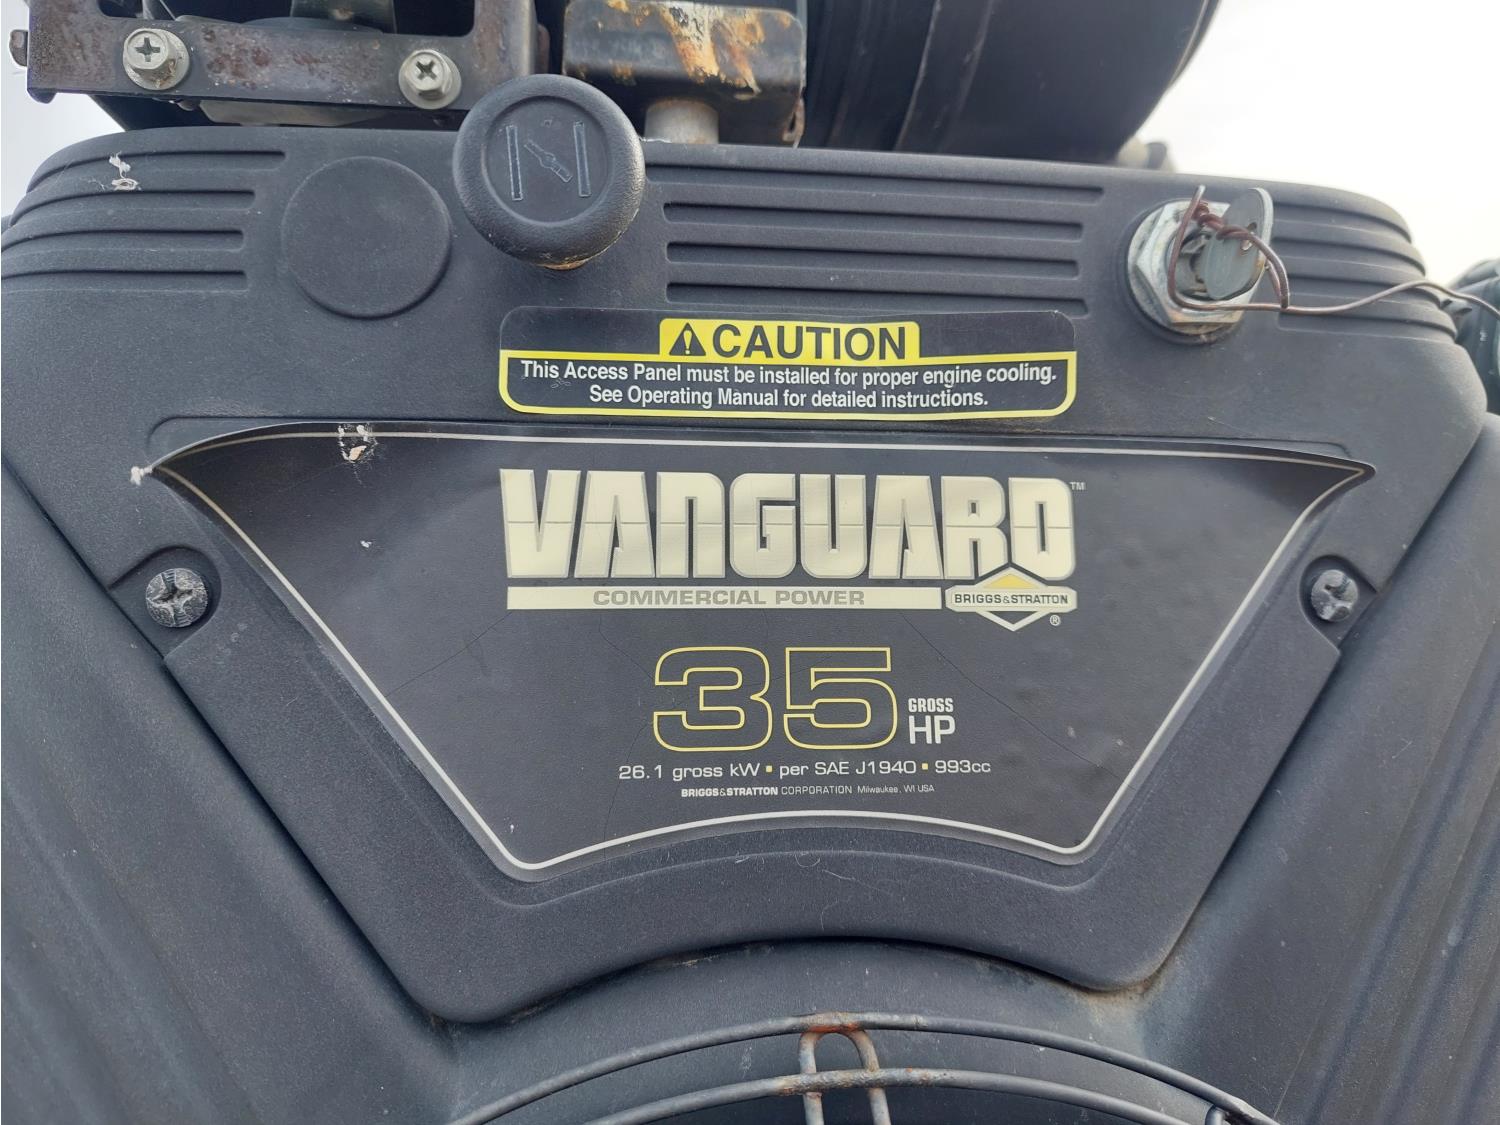 CAUTION
This Access Panel must be installed for proper engine cooling.
See Operating Manual for detailed instructions.
VANGUARD™
COMMERCIAL POWER
BRIGGS&STRATTON®
35 GROSS HP
26.1 gross kW • per SAE J1940 • 993cc
BRIGGS&STRATTON CORPORATION Milwaukee, WI USA